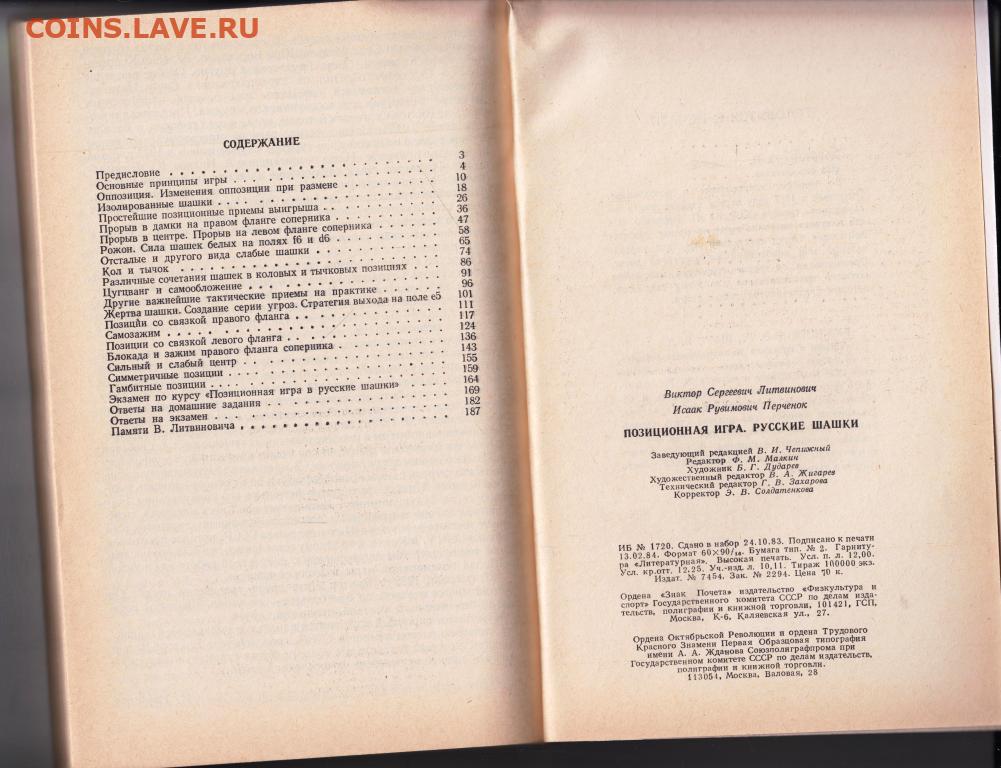 COINS.LAVE.RU
СОДЕРЖАНИЕ
Предисловие . . . . . . . . . . . . . . . . . . . . 3
Основные принципы игры . . . . . . . . . . . . . . . . 4
Оппозиция. Изменения оппозиции при размене . . . . . . . . 10
Изолированные шашки . . . . . . . . . . . . . . . . . 18
Простейшие позиционные приемы выигрыша . . . . . . . . . 26
Прорыв в дамки на правом фланге соперника . . . . . . . . 36
Прорыв в центре. Прорыв на левом фланге соперника . . . . . 47
Рожон. Сила шашек белых на полях f6 и d6 . . . . . . . . 58
Отсталые и другого вида слабые шашки . . . . . . . . . . 65
Кол и тычок . . . . . . . . . . . . . . . . . . . . 74
Различные сочетания шашек в коловых и тычковых позициях . . . 86
Цугцванг и самообложение . . . . . . . . . . . . . . . 91
Другие важнейшие тактические приемы на практике . . . . . . 96
Жертва шашки. Создание серии угроз. Стратегия выхода на поле e5 101
Позиции со связкой правого фланга . . . . . . . . . . . 111
Самозажим . . . . . . . . . . . . . . . . . . . . . 117
Позиции со связкой левого фланга . . . . . . . . . . . . 124
Блокада и зажим правого фланга соперника . . . . . . . . 136
Сильный и слабый центр . . . . . . . . . . . . . . . . 143
Симметричные позиции . . . . . . . . . . . . . . . . 155
Гамбитные позиции . . . . . . . . . . . . . . . . . . 159
Экзамен по курсу «Позиционная игра в русские шашки» . . . . 164
Ответы на домашние задания . . . . . . . . . . . . . . 169
Ответы на экзамен . . . . . . . . . . . . . . . . . . 182
Памяти В. Литвиновича . . . . . . . . . . . . . . . . 187
Виктор Сергеевич Литвинович
Исаак Рувимович Перченок
ПОЗИЦИОННАЯ ИГРА. РУССКИЕ ШАШКИ
Заведующий редакцией В. И. Чепижный
Редактор Ф. М. Малкин
Художник Б. Г. Дударев
Художественный редактор В. А. Жигарев
Технический редактор Г. В. Захарова
Корректор Э. В. Солдатенкова
ИБ № 1720. Сдано в набор 24.10.83. Подписано к печати
13.02.84. Формат 60×90/16. Бумага тип. № 2. Гарниту-
ра «Литературная». Высокая печать. Усл. п. л. 12,00.
Усл. кр.отт. 12.25. Уч.-изд. л. 10,11. Тираж 100000 экз.
Издат. № 7454. Зак. № 2294. Цена 70 к.
Ордена «Знак Почета» издательство «Физкультура и
спорт» Государственного комитета СССР по делам изда-
тельств, полиграфии и книжной торговли, 101421, ГСП,
Москва, К-6, Каляевская ул., 27.
Ордена Октябрьской Революции и ордена Трудового
Красного Знамени Первая Образцовая типография
имени А. А. Жданова Союзполиграфпрома при
Государственном комитете СССР по делам издательств,
полиграфии и книжной торговли.
113054, Москва, Валовая, 28